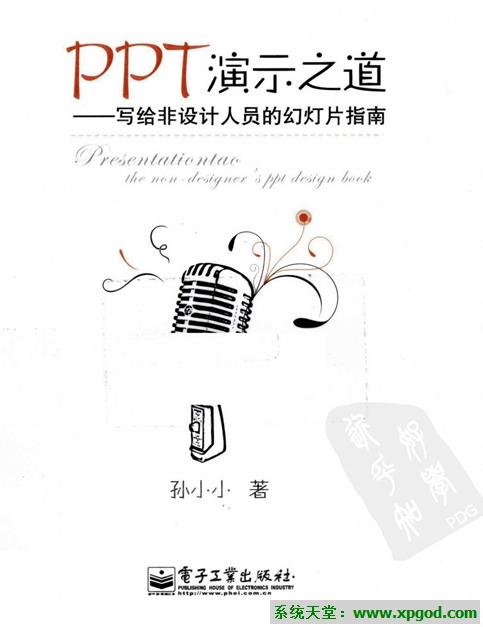 PPT演示之道
——写给非设计人员的幻灯片指南
Presentationtao
the non-designer's ppt design book
孙小小 著
PDG
電子工業出版社
PUBLISHING HOUSE OF ELECTRONICS INDUSTRY
http://www.phei.com.cn
系统天堂：www.xpgod.com